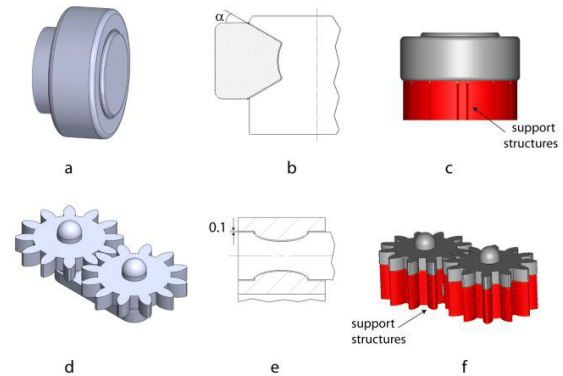 α
support
structures
a
b
c
0.1
support
structures
d
e
f